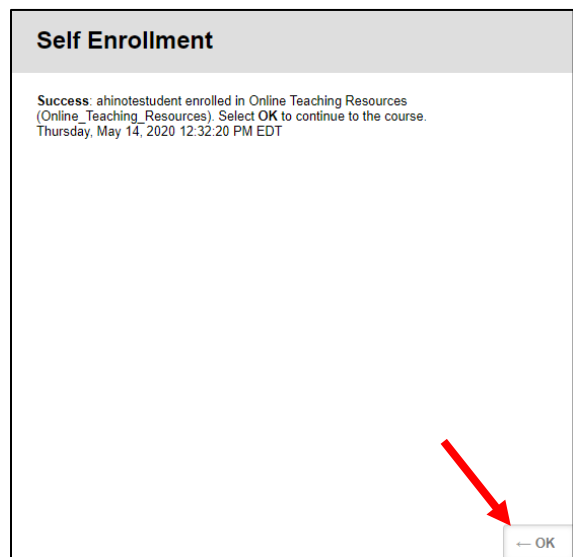 Self Enrollment
Success: ahinotestudent enrolled in Online Teaching Resources
(Online_Teaching_Resources). Select OK to continue to the course.
Thursday, May 14, 2020 12:32:20 PM EDT
← OK